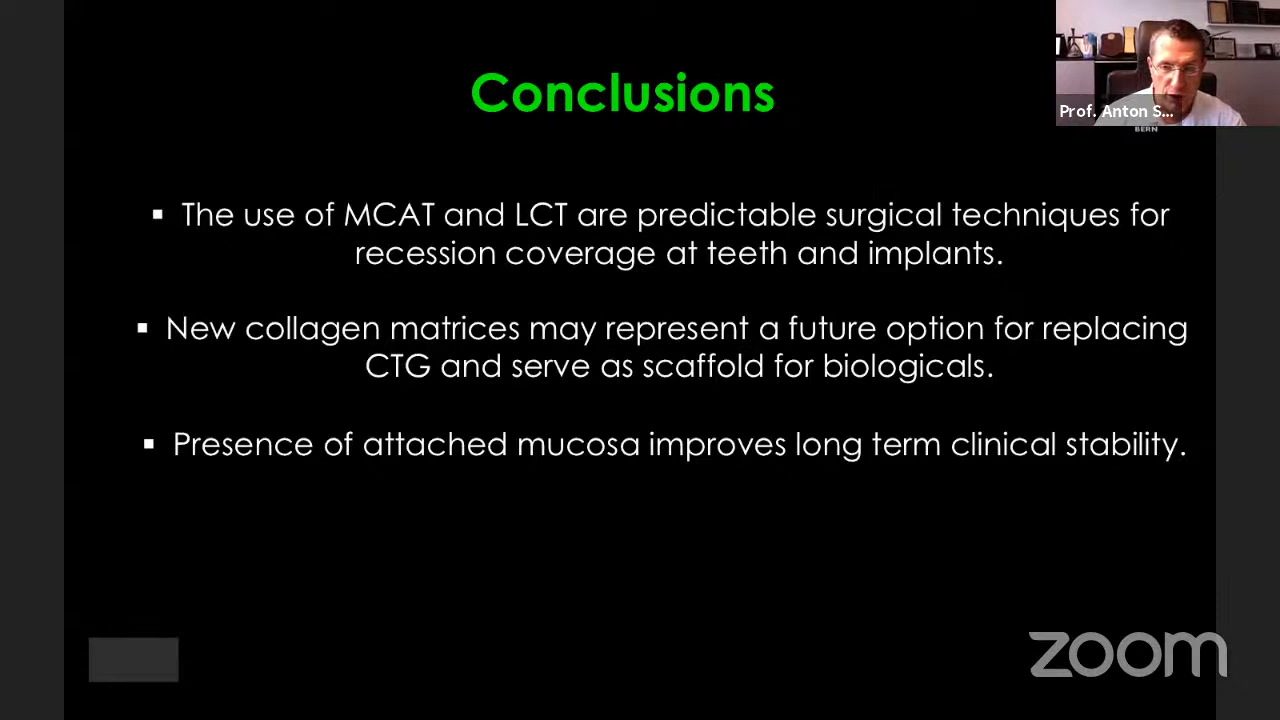 Conclusions
Prof. Anton S...
BERN
▪ The use of MCAT and LCT are predictable surgical techniques for
recession coverage at teeth and implants.
▪ New collagen matrices may represent a future option for replacing
CTG and serve as scaffold for biologicals.
▪ Presence of attached mucosa improves long term clinical stability.
zoom